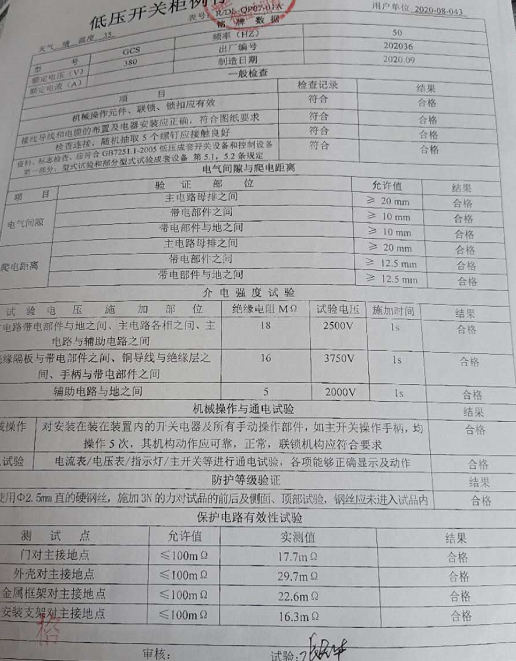 低压开关柜例行
表号: R/DL-QP07-01A
用户单位 2020-08-043
天气 晴 温度 35
铭 牌 数 据
型 号 GCS 频率（HZ） 50
额定电压（V） 380 出厂编号 202036
额定电流（A） 制造日期 2020.09
一般检查
项 目 检查记录 结果
机械操作元件、联锁、锁扣应有效 符合 合格
接线导线和电缆的布置及电器安装应正确，符合图纸要求 符合 合格
检查连接，随机抽取 5 个螺钉应接触良好 符合 合格
资料、标志检查，应符合 GB7251.1-2005 低压成套开关设备和控制设备 符合 合格
第一部分：型式试验和部分型式试验成套设备 第 5.1，5.2 条规定
电气间隙与爬电距离
项 目 验 证 部 位 允许值 结果
电气间隙 主电路母排之间 ≥ 20 mm 合格
带电部件之间 ≥ 10 mm 合格
带电部件与地之间 ≥ 10 mm 合格
爬电距离 主电路母排之间 ≥ 20 mm 合格
带电部件之间 ≥ 12.5 mm 合格
带电部件与地之间 ≥ 12.5 mm 合格
介 电 强 度 试 验
试 验 电 压 施 加 部 位 绝缘电阻 MΩ 试验电压 施加时间 结果
电路带电部件与地之间、主电路各相之间、主 18 2500V 1s 合格
电路与辅助电路之间
绝缘隔板与带电部件之间、铜导线与绝缘层之 16 3750V 1s 合格
间、手柄与带电部件之间
辅助电路与地之间 5 2000V 1s 合格
机械操作与通电试验 结果
操作 对安装在装在装置内的开关电器及所有手动操作部件，如主开关操作手柄，均 合格
操作 5 次，其机构动作应可靠，正常，联锁机构应符合要求
试验 电流表/电压表/指示灯/主开关等进行通电试验，各项能够正确显示及动作 合格
防护等级验证 结果
使用Φ2.5mm 直的硬钢丝，施加 3N 的力对试品的前后及侧面、顶部试验，钢丝应未进入试品内 合格
保护电路有效性试验
测 试 点 允许值 实测值 结果
门对主接地点 ≤100mΩ 17.7mΩ 合格
外壳对主接地点 ≤100mΩ 29.7mΩ 合格
金属框架对主接地点 ≤100mΩ 22.6mΩ 合格
安装支架对主接地点 ≤100mΩ 16.3mΩ 合格
审核: 试验: